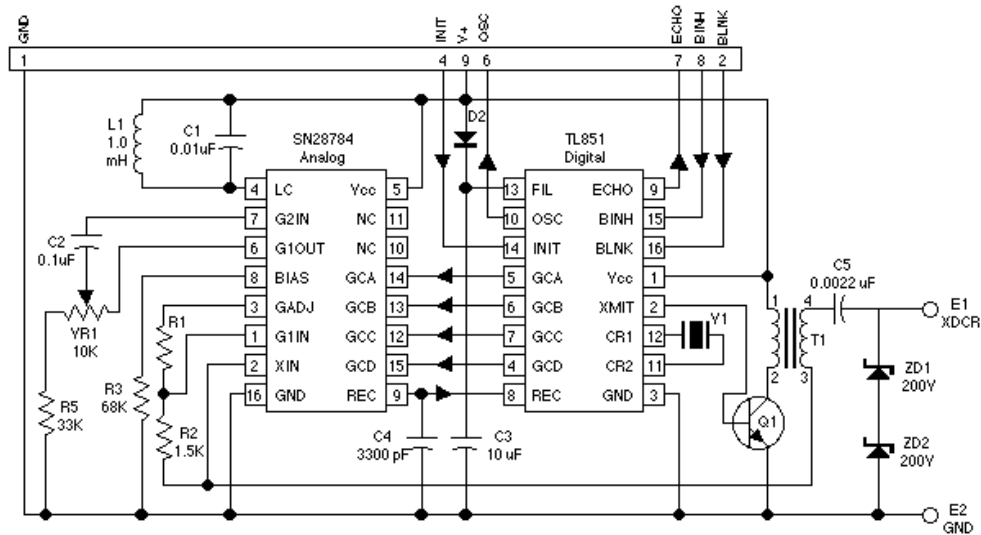 GND INIT V+ OSC ECHO BINH BLNK
1 4 9 6 7 8 2
L1
1.0
mH
C1
0.01uF
D2
SN28784
Analog
4 LC Vcc 5
7 G2IN NC 11
6 G1OUT NC 10
8 BIAS GCA 14
3 GADJ GCB 13
1 G1IN GCC 12
2 XIN GCD 15
16 GND REC 9
TL851
Digital
13 FIL ECHO 9
10 OSC BINH 15
14 INIT BLNK 16
5 GCA Vcc 1
6 GCB XMIT 2
7 GCC CR1 12
4 GCD CR2 11
8 REC GND 3
C2
0.1uF
YR1
10K
R5
33K
R3
68K
R1
R2
1.5K
C4
3300 pF
C3
10 uF
Y1
Q1
1 4
T1
2 3
C5
0.0022 uF
E1
XDCR
ZD1
200V
ZD2
200V
E2
GND